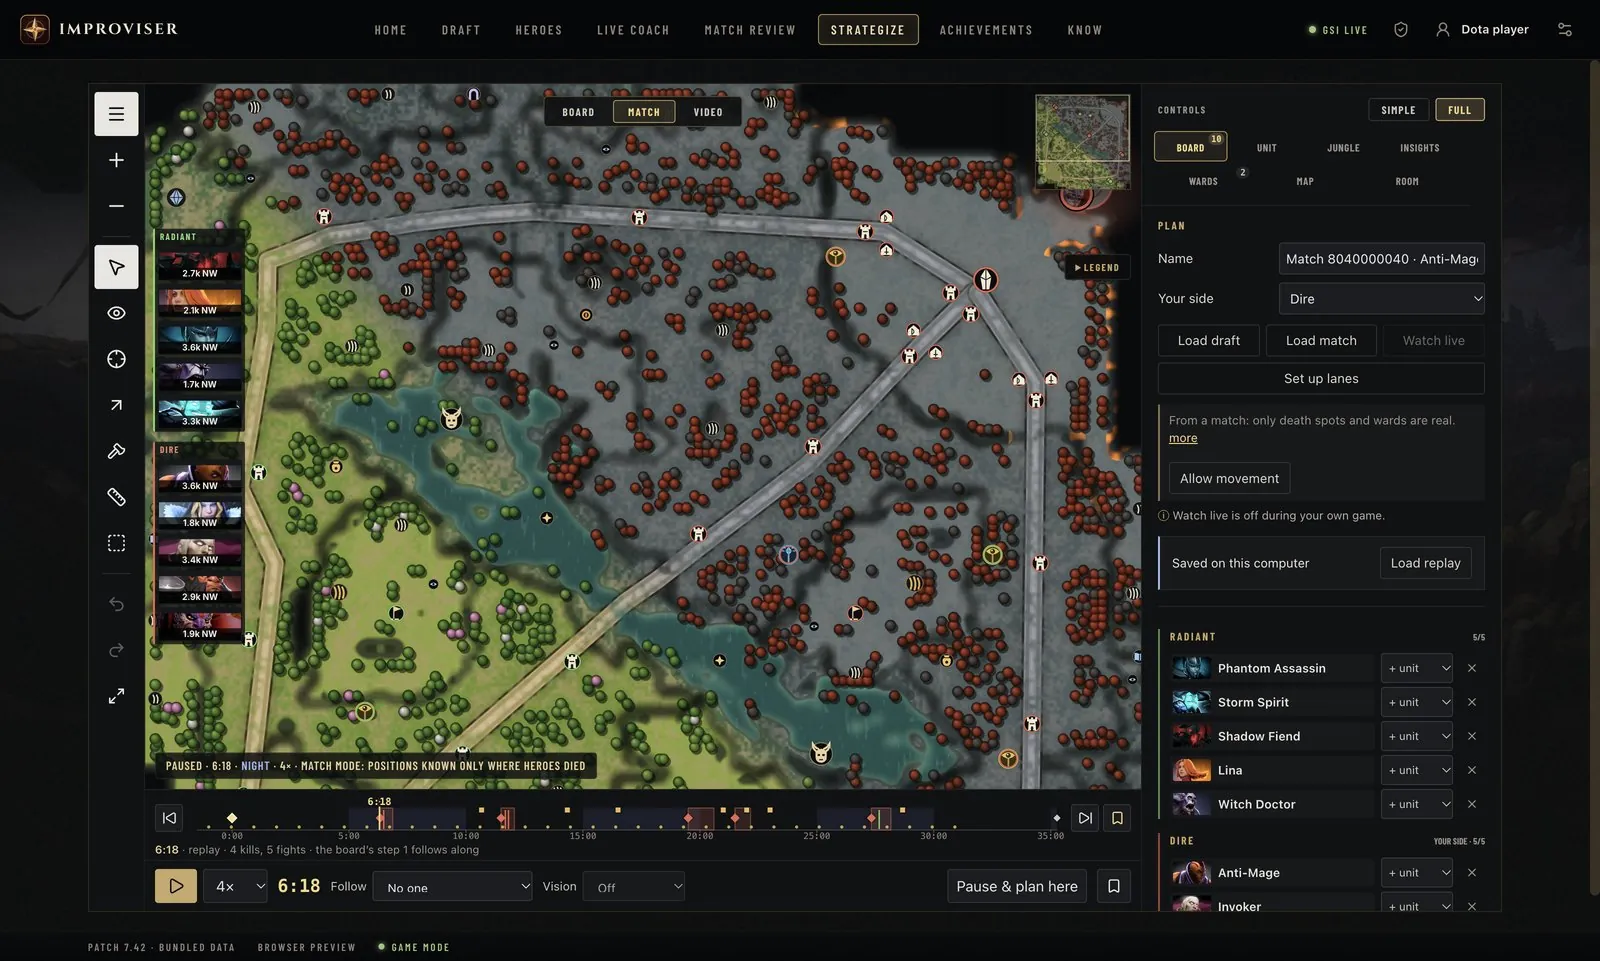 IMPROVISER
HOME
DRAFT
HEROES
LIVE COACH
MATCH REVIEW
STRATEGIZE
ACHIEVEMENTS
KNOW
GSI LIVE
Dota player
BOARD
MATCH
VIDEO
LEGEND
RADIANT
2.7k NW
2.1k NW
3.6k NW
1.7k NW
3.3k NW
DIRE
3.6k NW
1.8k NW
3.4k NW
2.9k NW
1.9k NW
PAUSED · 6:18 · NIGHT · 4× · MATCH MODE: POSITIONS KNOWN ONLY WHERE HEROES DIED
6:18
0:00
5:00
10:00
15:00
20:00
25:00
30:00
35:00
6:18 · replay · 4 kills, 5 fights · the board's step 1 follows along
4×
6:18
Follow
No one
Vision
Off
Pause & plan here
CONTROLS
SIMPLE
FULL
BOARD
10
UNIT
JUNGLE
INSIGHTS
WARDS
2
MAP
ROOM
PLAN
Name
Match 8040000040 · Anti-Mage
Your side
Dire
Load draft
Load match
Watch live
Set up lanes
From a match: only death spots and wards are real.
more
Allow movement
Watch live is off during your own game.
Saved on this computer
Load replay
RADIANT
5/5
Phantom Assassin
+ unit
Storm Spirit
+ unit
Shadow Fiend
+ unit
Lina
+ unit
Witch Doctor
+ unit
DIRE
YOUR SIDE · 5/5
Anti-Mage
+ unit
Invoker
+ unit
PATCH 7.42 · BUNDLED DATA
BROWSER PREVIEW
GAME MODE